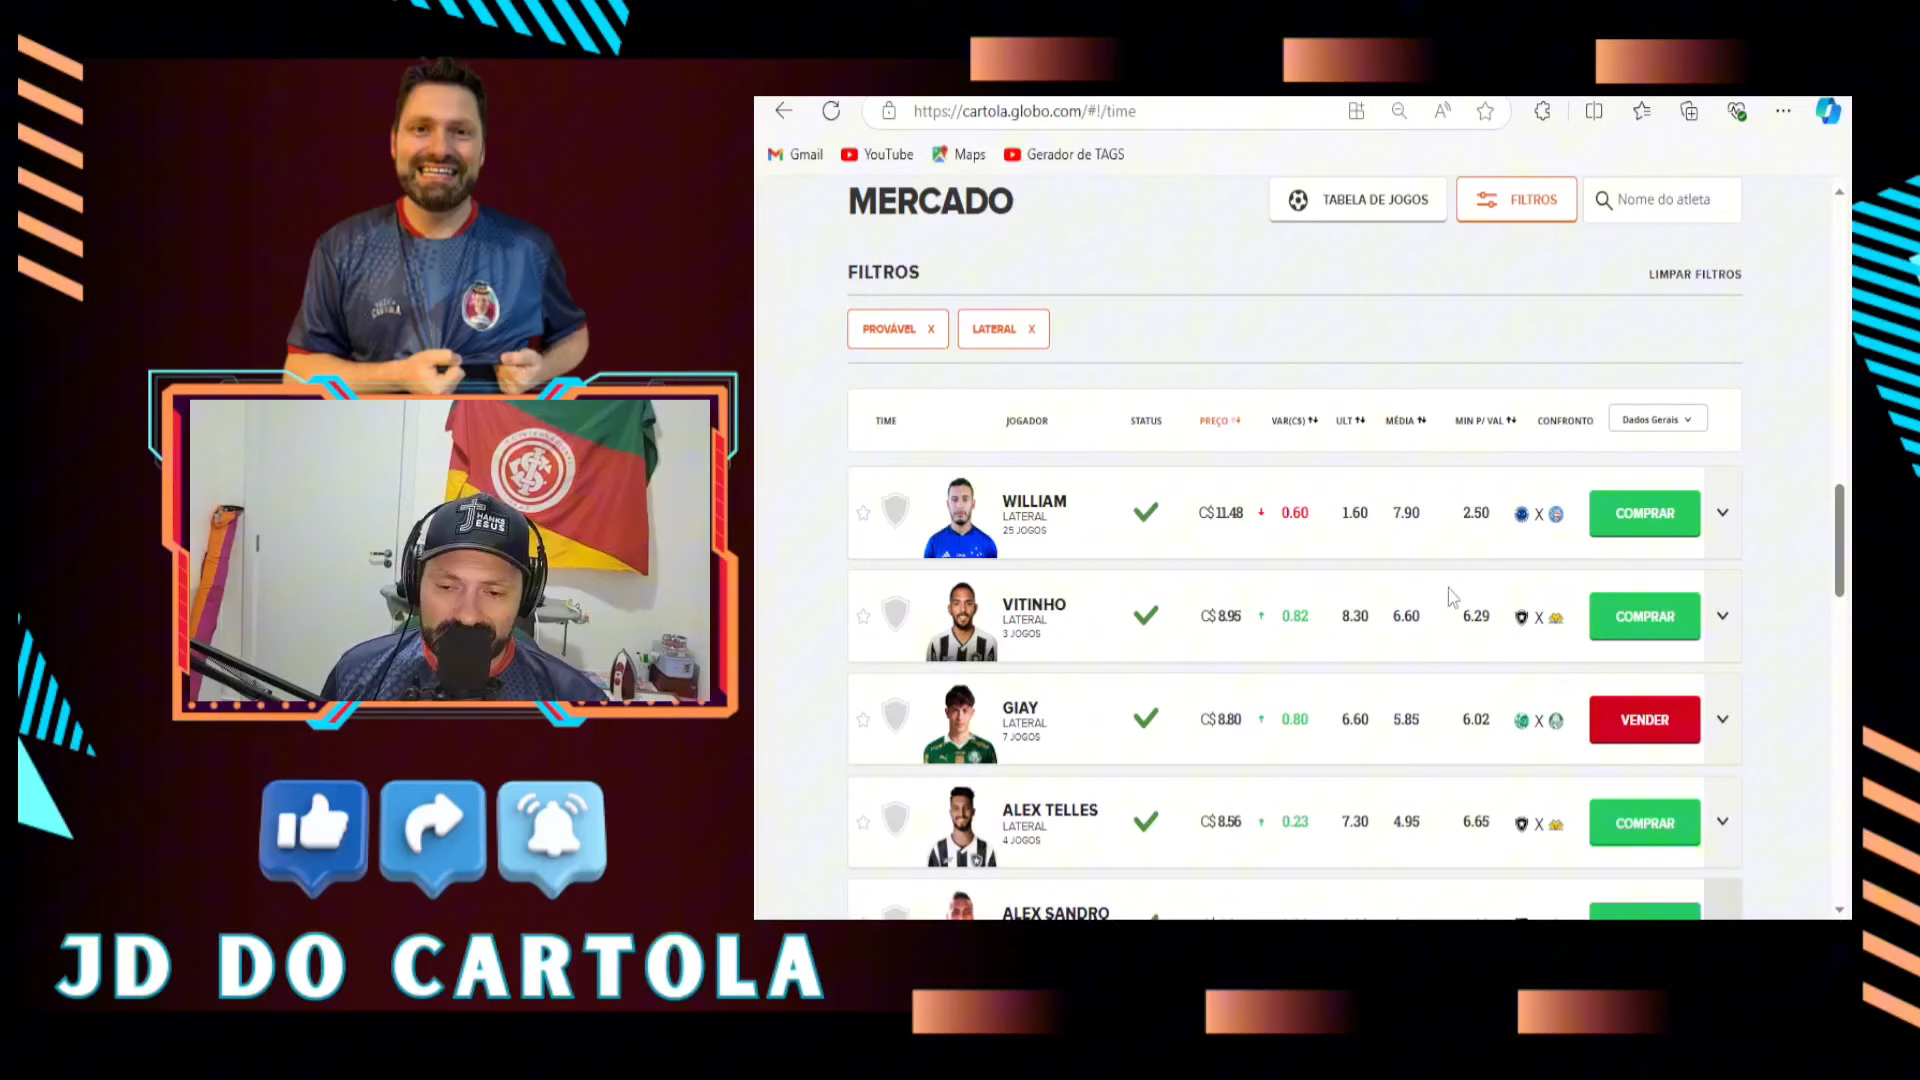 https://cartola.globo.com/#!/time
Gmail
YouTube
Maps
Gerador de TAGS
MERCADO
TABELA DE JOGOS
FILTROS
Nome do atleta
FILTROS
LIMPAR FILTROS
PROVÁVEL X
LATERAL X
TIME JOGADOR STATUS PREÇO VAR(C$) ULT MÉDIA MIN P/ VAL CONFRONTO Dados Gerais
WILLIAM
LATERAL
25 JOGOS
C$ 11.48 0.60 1.60 7.90 2.50 X COMPRAR
VITINHO
LATERAL
3 JOGOS
C$ 8.95 0.82 8.30 6.60 6.29 X COMPRAR
GIAY
LATERAL
7 JOGOS
C$ 8.80 0.80 6.60 5.85 6.02 X VENDER
ALEX TELLES
LATERAL
4 JOGOS
C$ 8.56 0.23 7.30 4.95 6.65 X COMPRAR
ALEX SANDRO
THANKS
JESUS
JD DO CARTOLA